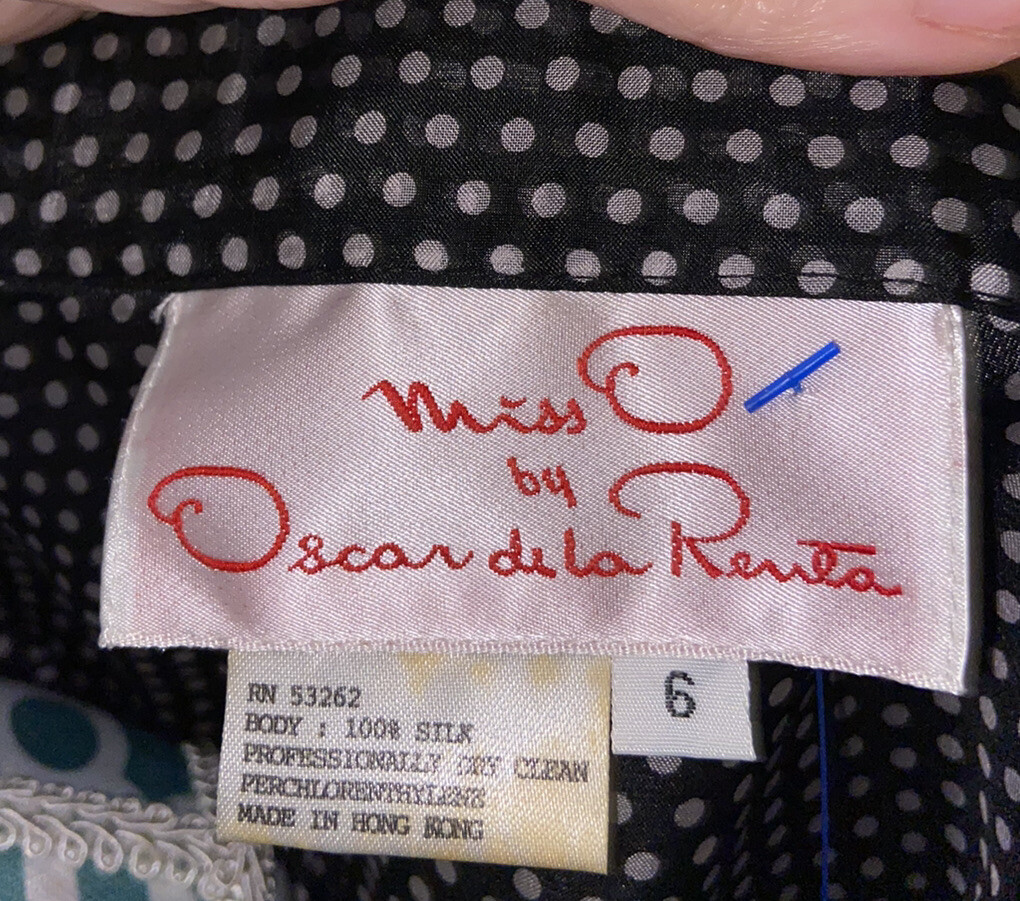 Miss O
by
Oscar de la Renta
RN 53262
BODY : 100% SILK
PROFESSIONALLY DRY CLEAN
PERCHLORENTHYLENE
MADE IN HONG KONG
6